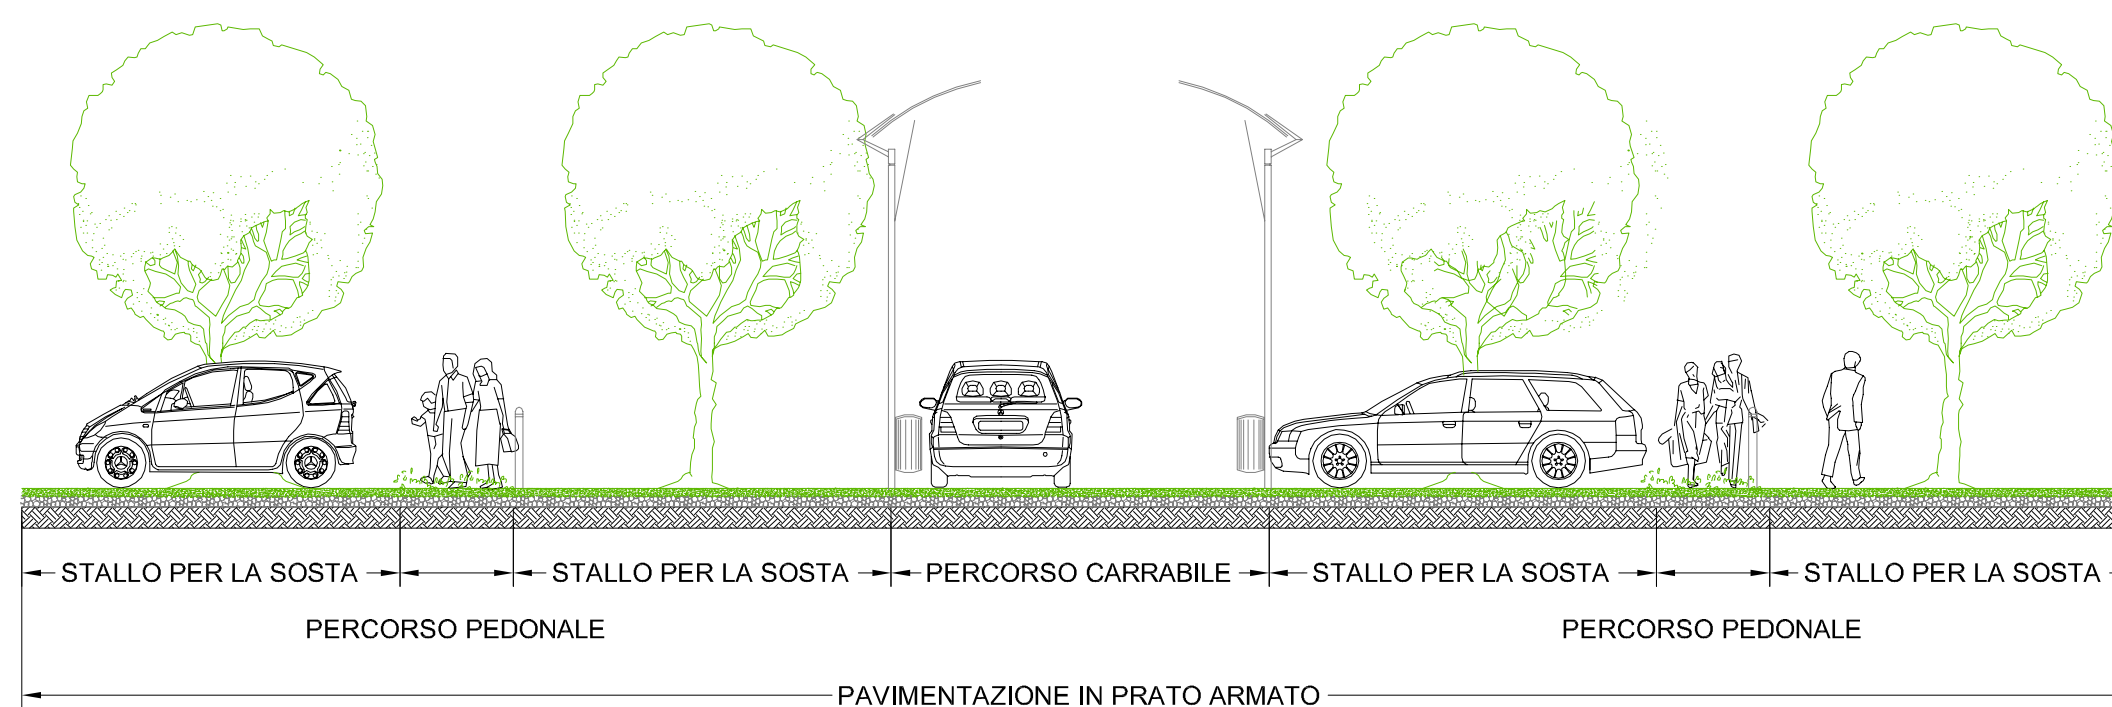 STALLO PER LA SOSTA
STALLO PER LA SOSTA
PERCORSO CARRABILE
STALLO PER LA SOSTA
STALLO PER LA SOSTA
PERCORSO PEDONALE
PERCORSO PEDONALE
PAVIMENTAZIONE IN PRATO ARMATO